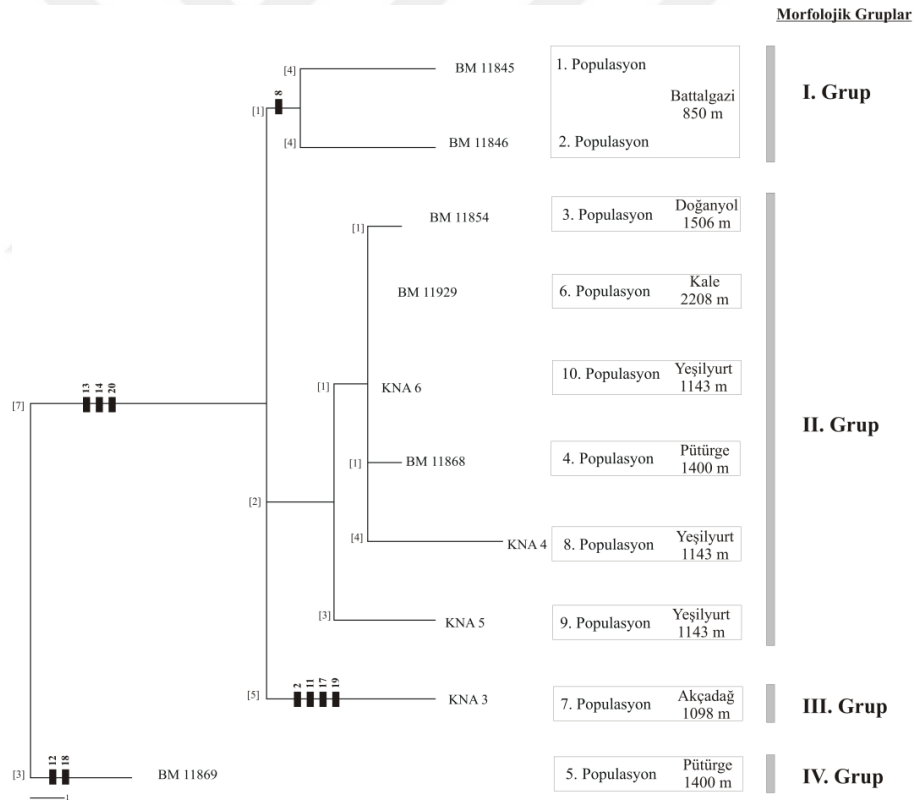 Morfolojik Gruplar
[4]
BM 11845
1. Populasyon
8
[1]
Battalgazi
850 m
I. Grup
[4]
BM 11846
2. Populasyon
[1]
BM 11854
3. Populasyon
Doğanyol
1506 m
BM 11929
6. Populasyon
Kale
2208 m
[7]
13
14
20
[1]
KNA 6
10. Populasyon
Yeşilyurt
1143 m
II. Grup
[1]
BM 11868
4. Populasyon
Pütürge
1400 m
[2]
[4]
KNA 4
8. Populasyon
Yeşilyurt
1143 m
[3]
KNA 5
9. Populasyon
Yeşilyurt
1143 m
[5]
2
11
17
19
KNA 3
7. Populasyon
Akçadağ
1098 m
III. Grup
[3]
12
18
BM 11869
5. Populasyon
Pütürge
1400 m
IV. Grup
1